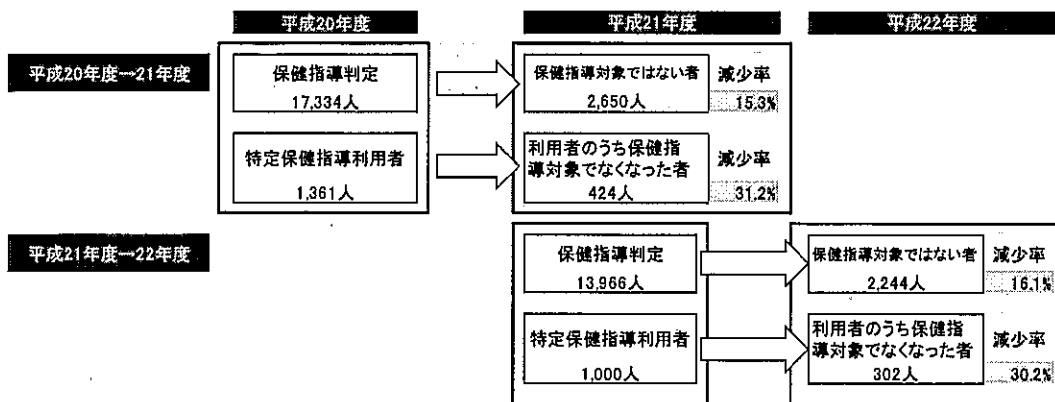 平成20年度
平成21年度
平成22年度
平成20年度→21年度
保健指導判定
17,334人
保健指導対象ではない者
2,650人
減少率
15.3%
特定保健指導利用者
1,361人
利用者のうち保健指
導対象でなくなった者
424人
減少率
31.2%
平成21年度→22年度
保健指導判定
13,966人
保健指導対象ではない者
2,244人
減少率
16.1%
特定保健指導利用者
1,000人
利用者のうち保健指
導対象でなくなった者
302人
減少率
30.2%